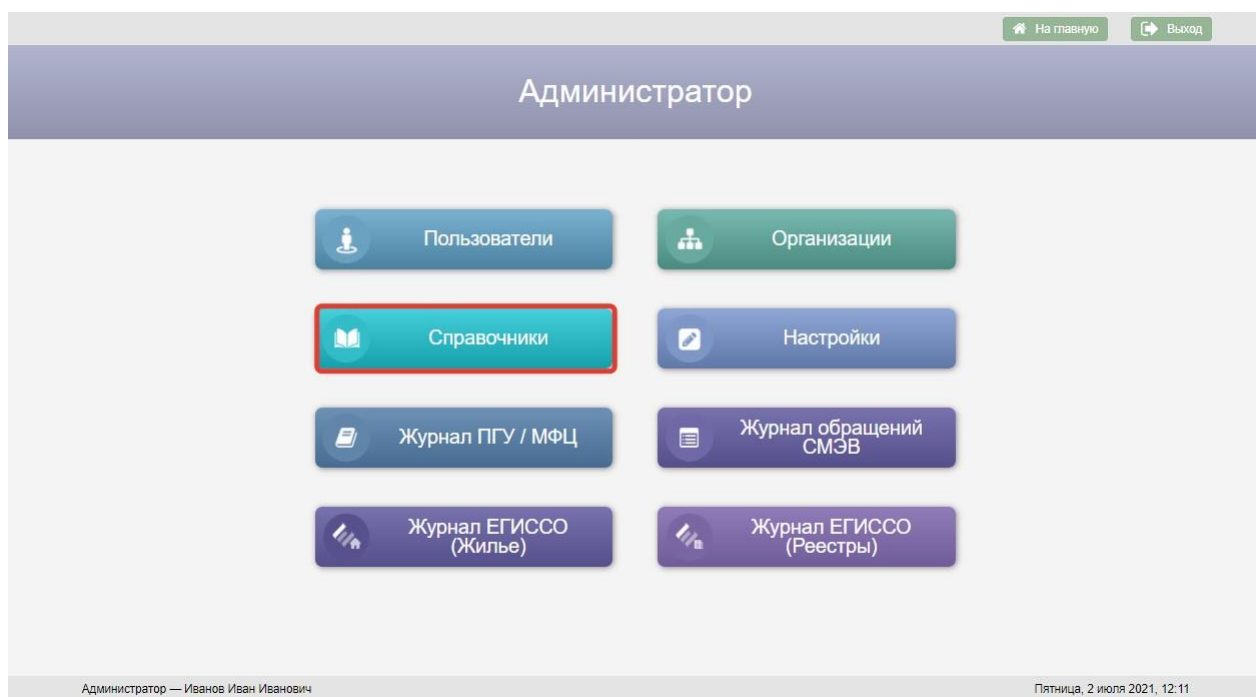 На главную
Выход
Администратор
Пользователи
Организации
Справочники
Настройки
Журнал ПГУ / МФЦ
Журнал обращений
СМЭВ
Журнал ЕГИССО
(Жилье)
Журнал ЕГИССО
(Реестры)
Администратор — Иванов Иван Иванович
Пятница, 2 июля 2021, 12:11